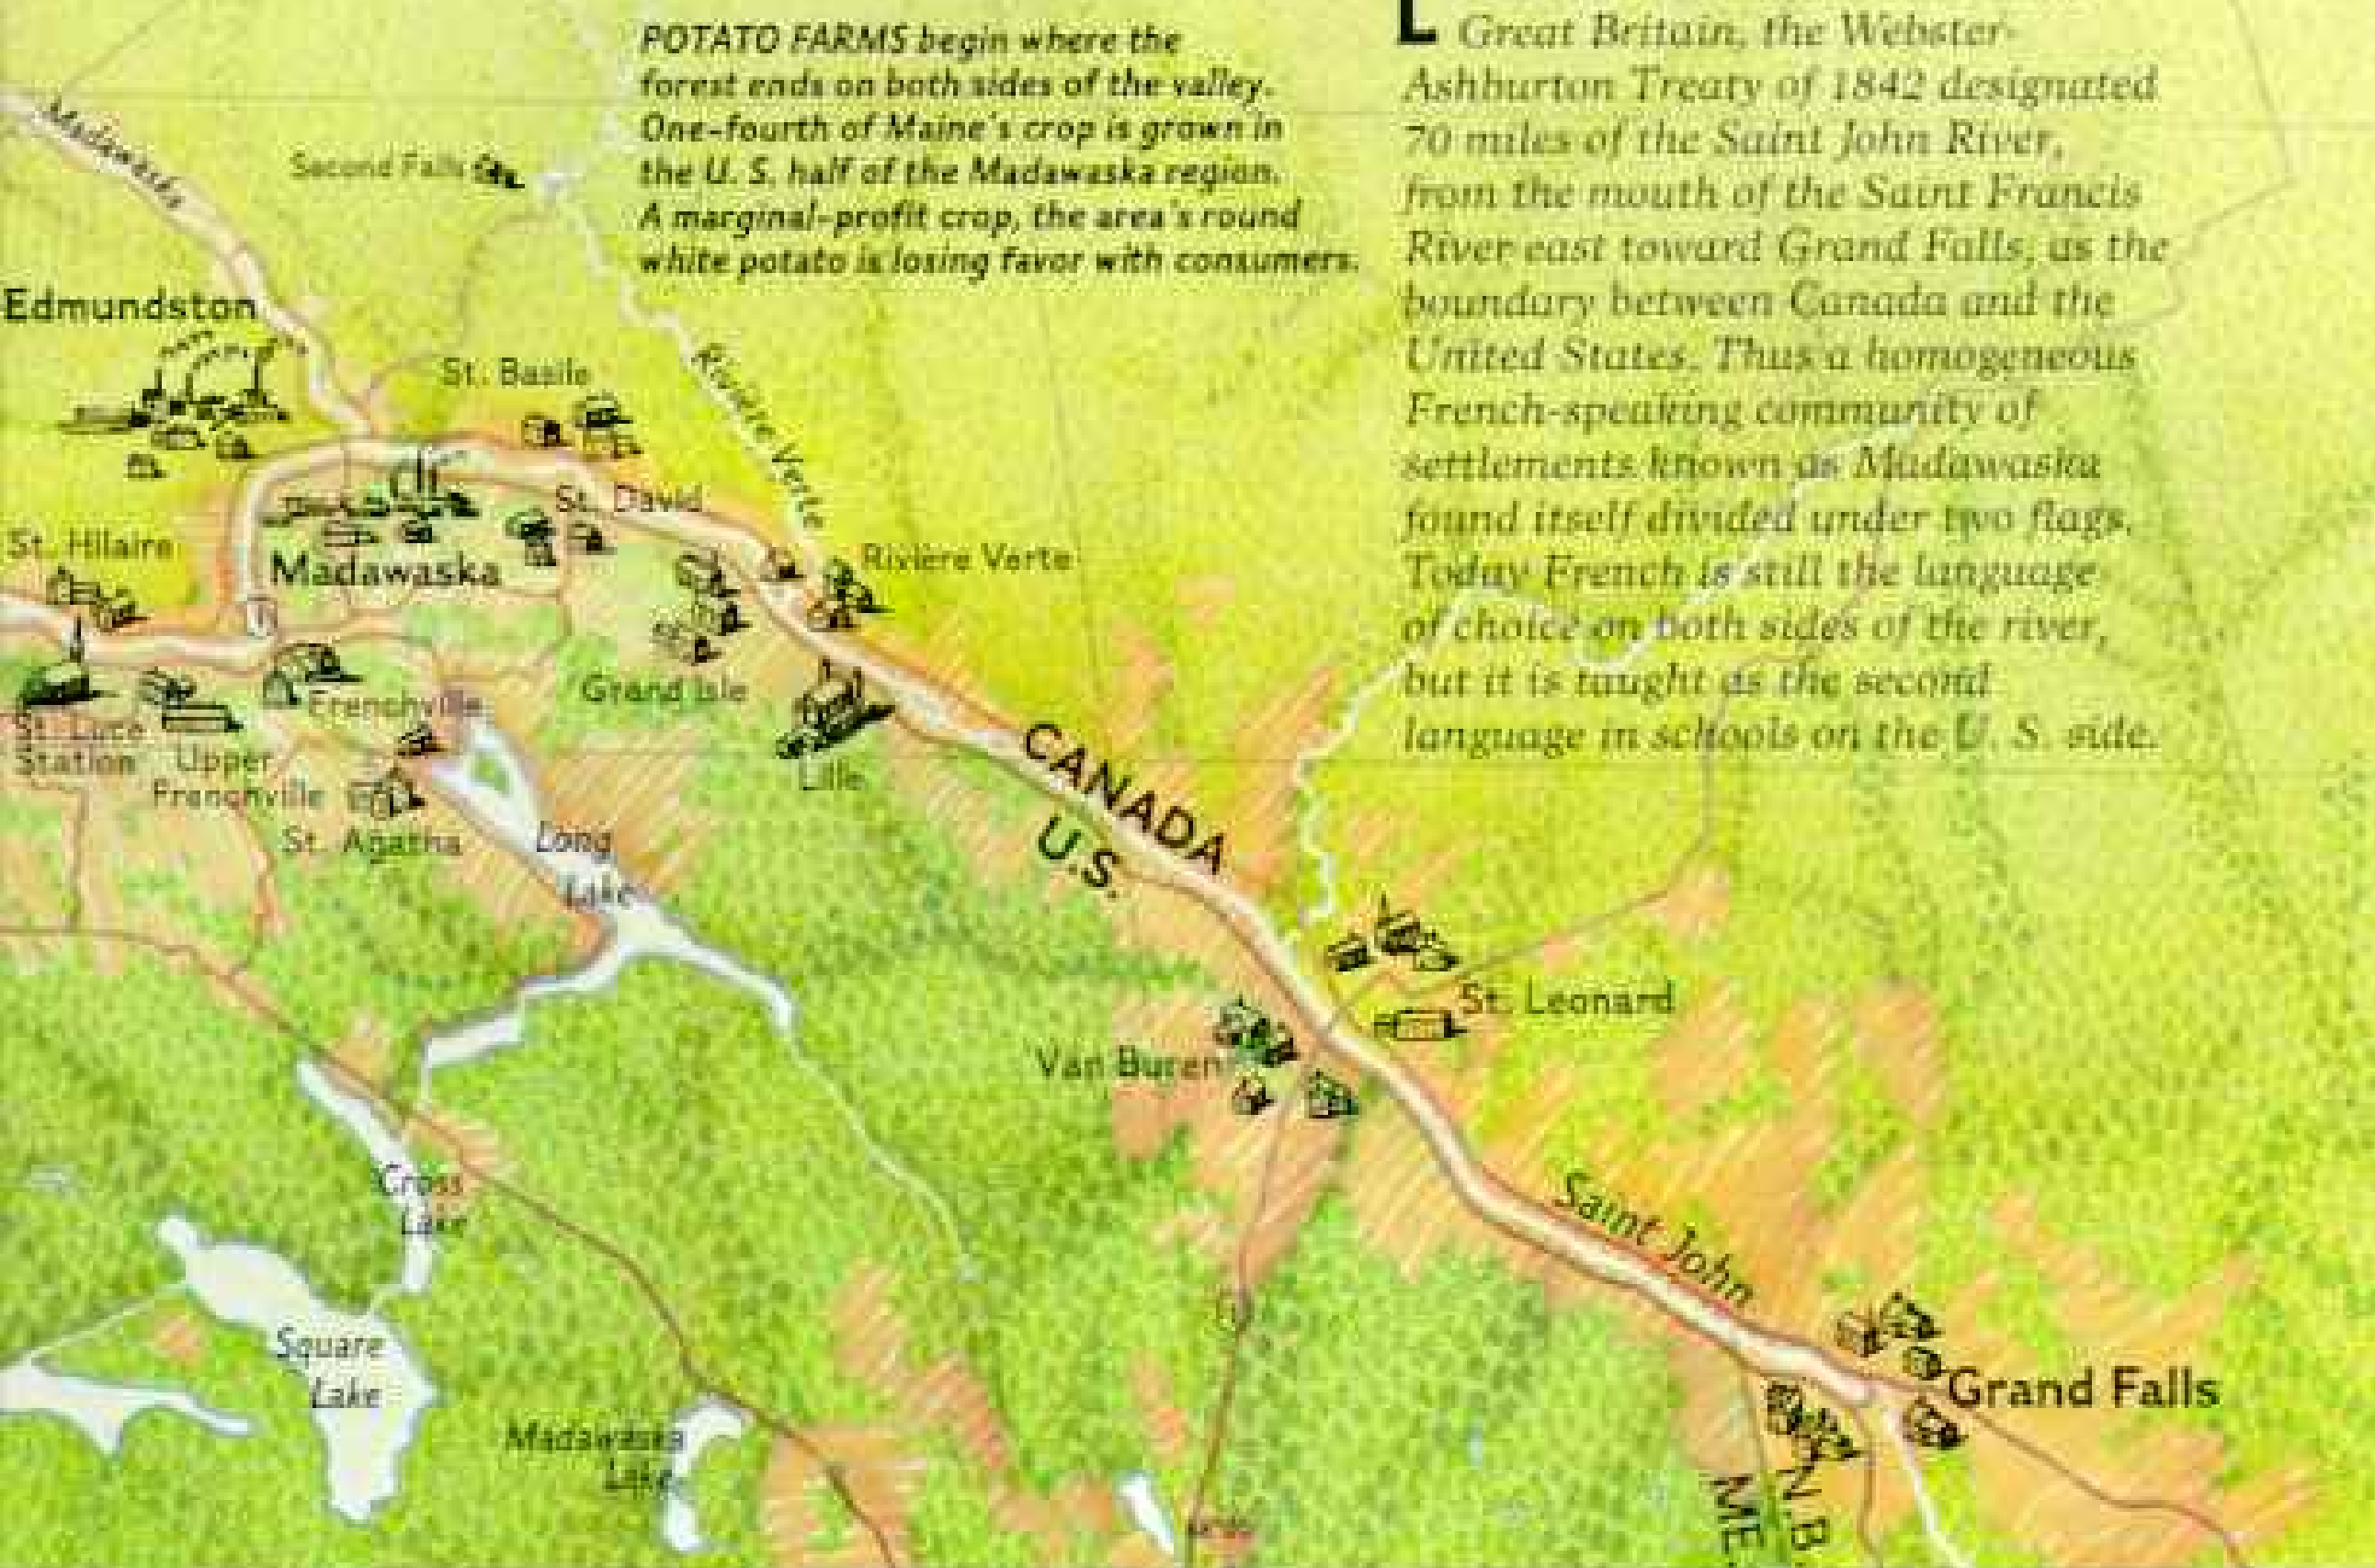 POTATO FARMS begin where the
forest ends on both sides of the valley.
One-fourth of Maine's crop is grown in
the U. S. half of the Madawaska region.
A marginal-profit crop, the area's round
white potato is losing favor with consumers.
L
Great Britain, the Webster-
Ashburton Treaty of 1842 designated
70 miles of the Saint John River,
from the mouth of the Saint Francis
River east toward Grand Falls, as the
boundary between Canada and the
United States. Thus a homogeneous
French-speaking community of
settlements known as Madawaska
found itself divided under two flags.
Today French is still the language
of choice on both sides of the river,
but it is taught as the second
language in schools on the U. S. side.
Madawaska
Second Falls
Edmundston
St. Basile
Rivière Verte
St. David
St. Hilaire
Madawaska
Rivière Verte
Grand Isle
Frenchville
St. Luce
Station
Upper
Frenchville
Lille
St. Agatha
CANADA
U.S.
Long
Lake
St. Leonard
Van Buren
Cross
Lake
Saint John
Square
Lake
Grand Falls
Madawaska
Lake
N.B.
ME.